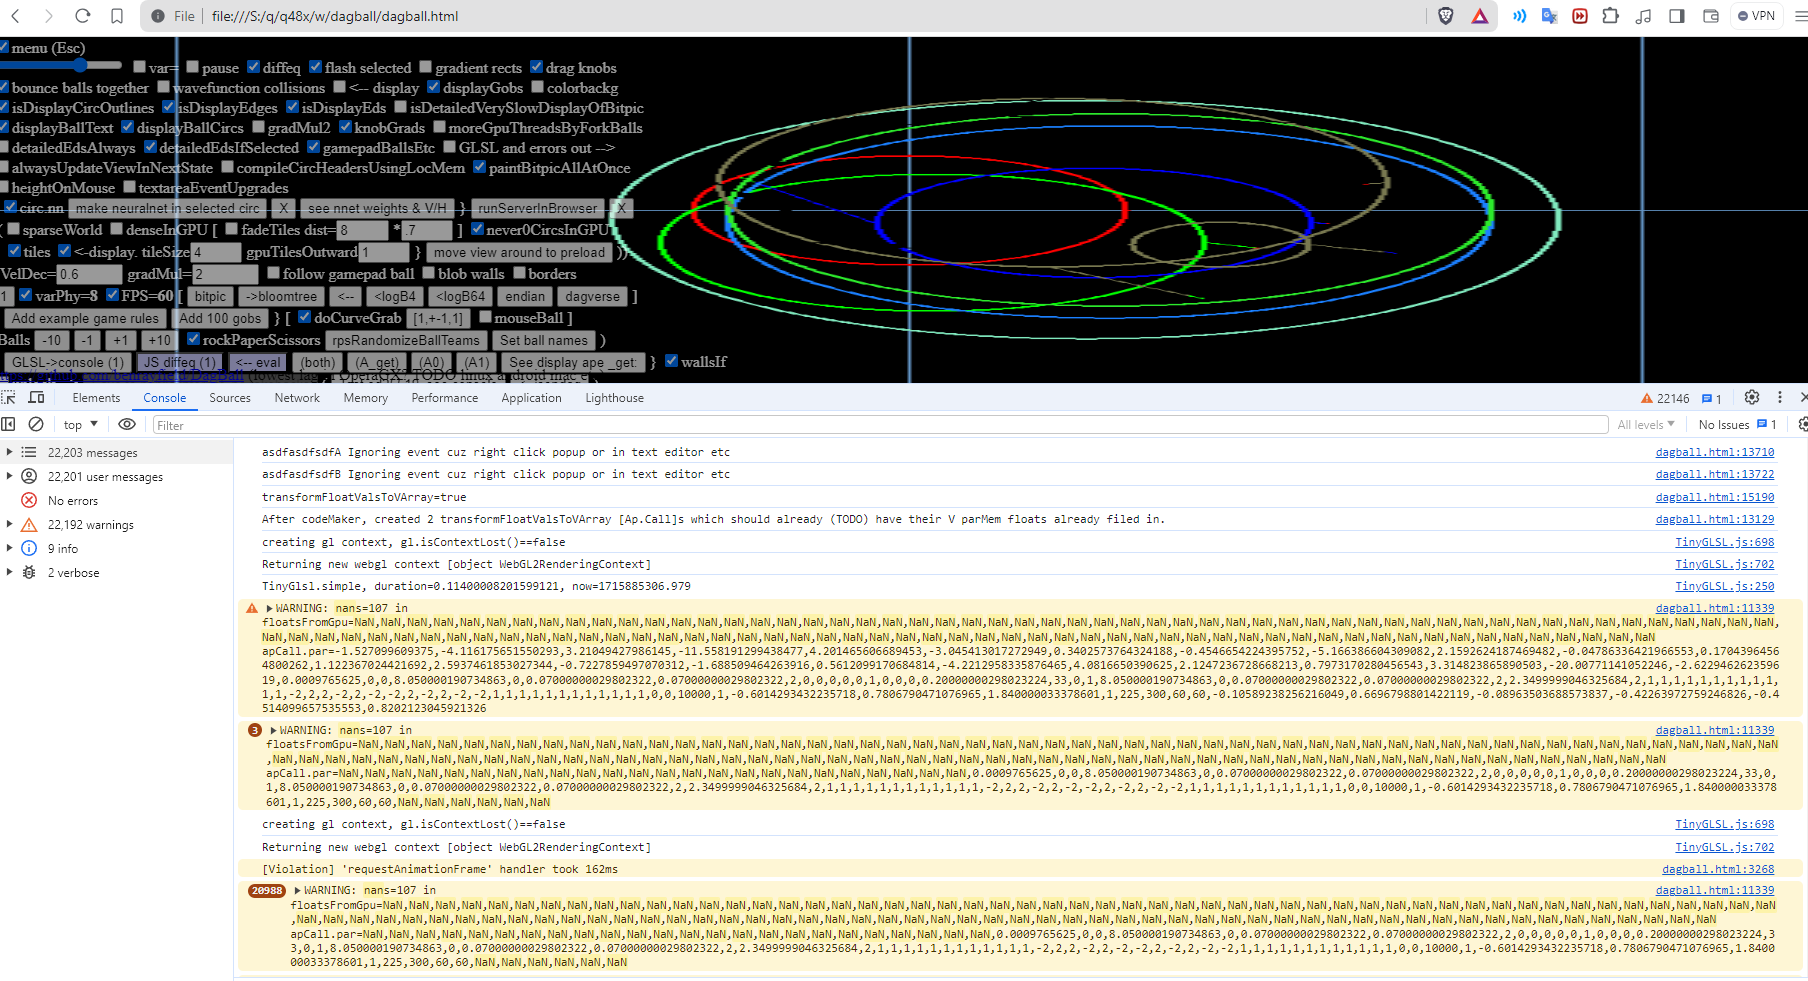 File file:///S:/q/q48x/w/dagball/dagball.html VPN
menu (Esc)
var= pause diffeq flash selected gradient rects drag knobs
bounce balls together wavefunction collisions <-- display displayGobs colorbackg
isDisplayCircOutlines isDisplayEdges isDisplayEds isDetailedVerySlowDisplayOfBitpic
displayBallText displayBallCircs gradMul2 knobGrads moreGpuThreadsByForkBalls
detailedEdsAlways detailedEdsIfSelected gamepadBallsEtc GLSL and errors out -->
alwaysUpdateViewInNextState compileCircHeadersUsingLocMem paintBitpicAllAtOnce
heightOnMouse textareaEventUpgrades
circ.nn make neuralnet in selected circ X see nnet weights & V/H } runServerInBrowser X
( sparseWorld denseInGPU [ fadeTiles dist= 8 * .7 ] never0CircsInGPU
tiles <-display. tileSize 4 gpuTilesOutward 1 } move view around to preload ))
VelDec= 0.6 gradMul= 2 follow gamepad ball blob walls borders
1 varPhy=8 FPS=60 [ bitpic ->bloomtree <-- <logB4 <logB64 endian dagverse ]
Add example game rules Add 100 gobs } [ doCurveGrab [1,+-1,1] mouseBall ]
Balls -10 -1 +1 +10 rockPaperScissors rpsRandomizeBallTeams Set ball names )
GLSL->console (1) JS diffeq (1) <-- eval (both) (A_get) (A0) (A1) See display ape _get: } wallsIf
Elements Console Sources Network Memory Performance Application Lighthouse 22146 1
top Filter All levels No Issues 1
22,203 messages
22,201 user messages
No errors
22,192 warnings
9 info
2 verbose
asdfasdfsdfA Ignoring event cuz right click popup or in text editor etc dagball.html:13710
asdfasdfsdfB Ignoring event cuz right click popup or in text editor etc dagball.html:13722
transformFloatValsToVArray=true dagball.html:15190
After codeMaker, created 2 transformFloatValsToVArray [Ap.Call]s which should already (TODO) have their V parMem floats already filed in. dagball.html:13129
creating gl context, gl.isContextLost()==false TinyGLSL.js:698
Returning new webgl context [object WebGL2RenderingContext] TinyGLSL.js:702
TinyGlsl.simple, duration=0.11400008201599121, now=1715885306.979 TinyGLSL.js:250
WARNING: nans=107 in dagball.html:11339
floatsFromGpu=NaN,NaN,NaN,NaN,NaN,NaN,NaN,NaN,NaN,NaN,NaN,NaN,NaN,NaN,NaN,NaN,NaN,NaN,NaN,NaN,NaN,NaN,NaN,NaN,NaN,NaN,NaN,NaN,NaN,NaN,NaN,NaN,NaN,NaN,NaN,NaN,NaN,NaN,NaN,NaN,NaN,NaN,NaN,NaN,NaN,NaN,NaN,NaN,NaN,NaN,NaN,NaN,NaN,NaN
,NaN,NaN,NaN,NaN,NaN,NaN,NaN,NaN,NaN,NaN,NaN,NaN,NaN,NaN,NaN,NaN,NaN,NaN,NaN,NaN,NaN,NaN,NaN,NaN,NaN,NaN,NaN,NaN,NaN,NaN,NaN,NaN,NaN,NaN,NaN,NaN,NaN,NaN,NaN,NaN,NaN,NaN,NaN,NaN,NaN,NaN,NaN,NaN,NaN,NaN,NaN,NaN,NaN
apCall.par=-1.527099609375,-4.116175651550293,3.21049427986145,-11.558191299438477,4.201465606689453,-3.045413017272949,0.3402573764324188,-0.4546654224395752,-5.166386604309082,2.1592624187469482,-0.04786336421966553,0.1704396456
4800262,1.122367024421692,2.5937461853027344,-0.7227859497070312,-1.688509464263916,0.5612099170684814,-4.2212958335876465,4.0816650390625,2.1247236728668213,0.7973170280456543,3.314823865890503,-20.00771141052246,-2.6229462623596
19,0.0009765625,0,0,8.050000190734863,0,0.07000000029802322,0.07000000029802322,2,0,0,0,0,0,1,0,0,0,0.20000000298023224,33,0,1,8.050000190734863,0,0.07000000029802322,0.07000000029802322,2,2.3499999046325684,2,1,1,1,1,1,1,1,1,1,1,
1,1,-2,2,2,-2,2,-2,-2,2,-2,2,-2,1,1,1,1,1,1,1,1,1,1,1,1,0,0,10000,1,-0.6014293432235718,0.7806790471076965,1.840000033378601,1,225,300,60,60,-0.10589238256216049,0.6696798801422119,-0.08963503688573837,-0.42263972759246826,-0.4
514099657535553,0.8202123045921326
3 WARNING: nans=107 in dagball.html:11339
floatsFromGpu=NaN,NaN,NaN,NaN,NaN,NaN,NaN,NaN,NaN,NaN,NaN,NaN,NaN,NaN,NaN,NaN,NaN,NaN,NaN,NaN,NaN,NaN,NaN,NaN,NaN,NaN,NaN,NaN,NaN,NaN,NaN,NaN,NaN,NaN,NaN,NaN,NaN,NaN,NaN,NaN,NaN,NaN,NaN,NaN,NaN,NaN,NaN,NaN,NaN,NaN,NaN,NaN,NaN,NaN
,NaN,NaN,NaN,NaN,NaN,NaN,NaN,NaN,NaN,NaN,NaN,NaN,NaN,NaN,NaN,NaN,NaN,NaN,NaN,NaN,NaN,NaN,NaN,NaN,NaN,NaN,NaN,NaN,NaN,NaN,NaN,NaN,NaN,NaN,NaN,NaN,NaN,NaN,NaN,NaN,NaN,NaN,NaN,NaN,NaN,NaN,NaN,NaN,NaN,NaN,NaN,NaN,NaN
apCall.par=NaN,NaN,NaN,NaN,NaN,NaN,NaN,NaN,NaN,NaN,NaN,NaN,NaN,NaN,NaN,NaN,NaN,NaN,NaN,NaN,NaN,NaN,NaN,NaN,0.0009765625,0,0,8.050000190734863,0,0.07000000029802322,0.07000000029802322,2,0,0,0,0,0,1,0,0,0,0.20000000298023224,33,0,
1,8.050000190734863,0,0.07000000029802322,0.07000000029802322,2,2.3499999046325684,2,1,1,1,1,1,1,1,1,1,1,1,1,-2,2,2,-2,2,-2,-2,2,-2,2,-2,1,1,1,1,1,1,1,1,1,1,1,1,0,0,10000,1,-0.6014293432235718,0.7806790471076965,1.840000033378
601,1,225,300,60,60,NaN,NaN,NaN,NaN,NaN,NaN
creating gl context, gl.isContextLost()==false TinyGLSL.js:698
Returning new webgl context [object WebGL2RenderingContext] TinyGLSL.js:702
[Violation] 'requestAnimationFrame' handler took 162ms dagball.html:3268
20988 WARNING: nans=107 in dagball.html:11339
floatsFromGpu=NaN,NaN,NaN,NaN,NaN,NaN,NaN,NaN,NaN,NaN,NaN,NaN,NaN,NaN,NaN,NaN,NaN,NaN,NaN,NaN,NaN,NaN,NaN,NaN,NaN,NaN,NaN,NaN,NaN,NaN,NaN,NaN,NaN,NaN,NaN,NaN,NaN,NaN,NaN,NaN,NaN,NaN,NaN,NaN,NaN,NaN,NaN,NaN,NaN,NaN,NaN,NaN,NaN
,NaN,NaN,NaN,NaN,NaN,NaN,NaN,NaN,NaN,NaN,NaN,NaN,NaN,NaN,NaN,NaN,NaN,NaN,NaN,NaN,NaN,NaN,NaN,NaN,NaN,NaN,NaN,NaN,NaN,NaN,NaN,NaN,NaN,NaN,NaN,NaN,NaN,NaN,NaN,NaN,NaN,NaN,NaN,NaN,NaN,NaN,NaN,NaN,NaN,NaN,NaN,NaN,NaN,NaN
apCall.par=NaN,NaN,NaN,NaN,NaN,NaN,NaN,NaN,NaN,NaN,NaN,NaN,NaN,NaN,NaN,NaN,NaN,NaN,NaN,NaN,NaN,NaN,NaN,NaN,0.0009765625,0,0,8.050000190734863,0,0.07000000029802322,0.07000000029802322,2,0,0,0,0,0,1,0,0,0,0.20000000298023224,3
3,0,1,8.050000190734863,0,0.07000000029802322,0.07000000029802322,2,2.3499999046325684,2,1,1,1,1,1,1,1,1,1,1,1,1,-2,2,2,-2,2,-2,-2,2,-2,2,-2,1,1,1,1,1,1,1,1,1,1,1,1,0,0,10000,1,-0.6014293432235718,0.7806790471076965,1.8400
00033378601,1,225,300,60,60,NaN,NaN,NaN,NaN,NaN,NaN